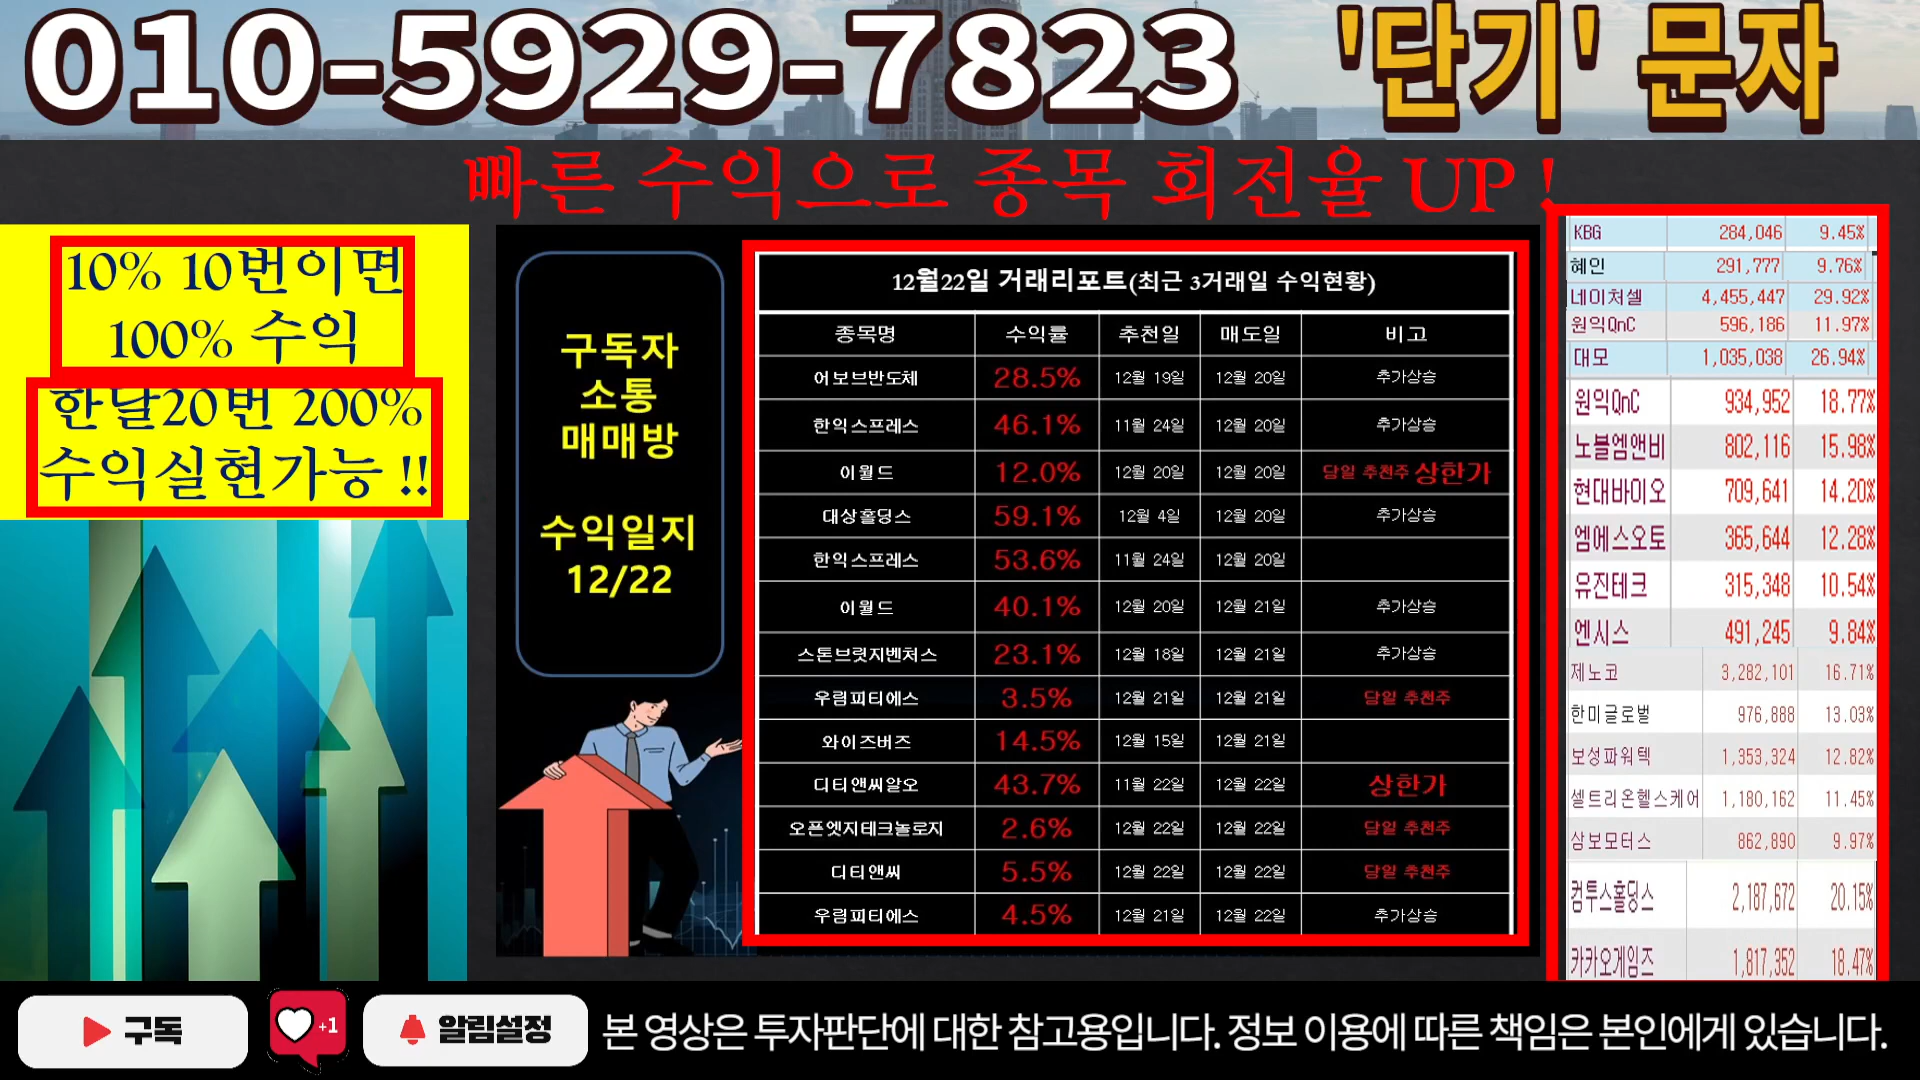 010-5929-7823 '단기' 문자
빠른 수익으로 종목 회전율 UP !
10% 10번이면
100% 수익
한달20번 200%
수익실현가능 !!
구독자
소통
매매방
수익일지
12/22
12월22일 거래리포트(최근 3거래일 수익현황)
종목명 수익률 추천일 매도일 비고
어보브반도체 28.5% 12월 19일 12월 20일 추가상승
한익스프레스 46.1% 11월 24일 12월 20일 추가상승
이월드 12.0% 12월 20일 12월 20일 당일 추천주 상한가
대상홀딩스 59.1% 12월 4일 12월 20일 추가상승
한익스프레스 53.6% 11월 24일 12월 20일
이월드 40.1% 12월 20일 12월 21일 추가상승
스톤브릿지벤처스 23.1% 12월 18일 12월 21일 추가상승
우림피티에스 3.5% 12월 21일 12월 21일 당일 추천주
와이즈버즈 14.5% 12월 15일 12월 21일
디티앤씨알오 43.7% 11월 22일 12월 22일 상한가
오픈엣지테크놀로지 2.6% 12월 22일 12월 22일 당일 추천주
디티앤씨 5.5% 12월 22일 12월 22일 당일 추천주
우림피티에스 4.5% 12월 21일 12월 22일 추가상승
KBG 284,046 9.45%
혜인 291,777 9.76%
네이처셀 4,455,447 29.92%
원익QnC 596,186 11.97%
대모 1,035,038 26.94%
원익QnC 934,952 18.77%
노블엠앤비 802,116 15.98%
현대바이오 709,641 14.20%
엠에스오토 365,644 12.28%
유진테크 315,348 10.54%
엔시스 491,245 9.84%
제노코 3,282,101 16.71%
한미글로벌 976,888 13.03%
보성파워텍 1,353,324 12.82%
셀트리온헬스케어 1,180,162 11.45%
삼보모터스 862,890 9.97%
컴투스홀딩스 2,187,672 20.15%
카카오게임즈 1,817,352 18.47%
구독 +1 알림설정 본 영상은 투자판단에 대한 참고용입니다. 정보 이용에 따른 책임은 본인에게 있습니다.